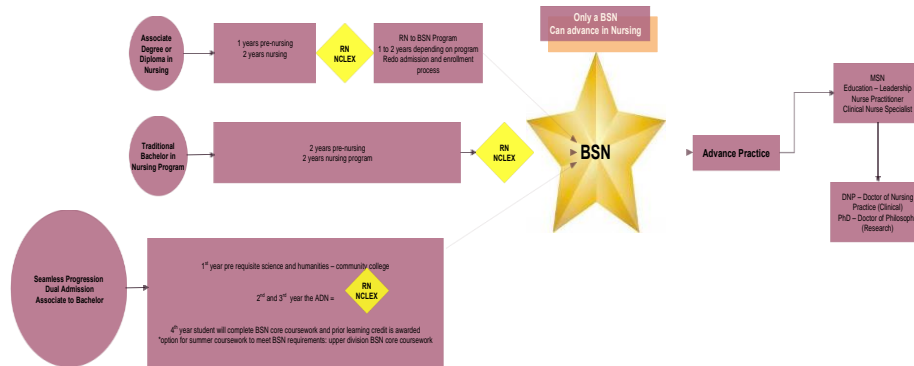 Only a BSN
Can advance in Nursing
Associate
Degree or
Diploma in
Nursing
1 years pre-nursing
2 years nursing
RN
NCLEX
RN to BSN Program
1 to 2 years depending on program
Redo admission and enrollment
process
Traditional
Bachelor in
Nursing Program
2 years pre-nursing
2 years nursing program
RN
NCLEX
BSN
Advance Practice
MSN
Education – Leadership
Nurse Practitioner
Clinical Nurse Specialist
DNP – Doctor of Nursing
Practice (Clinical)
PhD – Doctor of Philosoph
(Research)
Seamless Progression
Dual Admission
Associate to Bachelor
1st year pre requisite science and humanities – community college
2nd and 3rd year the ADN =
RN
NCLEX
4th year student will complete BSN core coursework and prior learning credit is awarded
*option for summer coursework to meet BSN requirements: upper division BSN core coursework